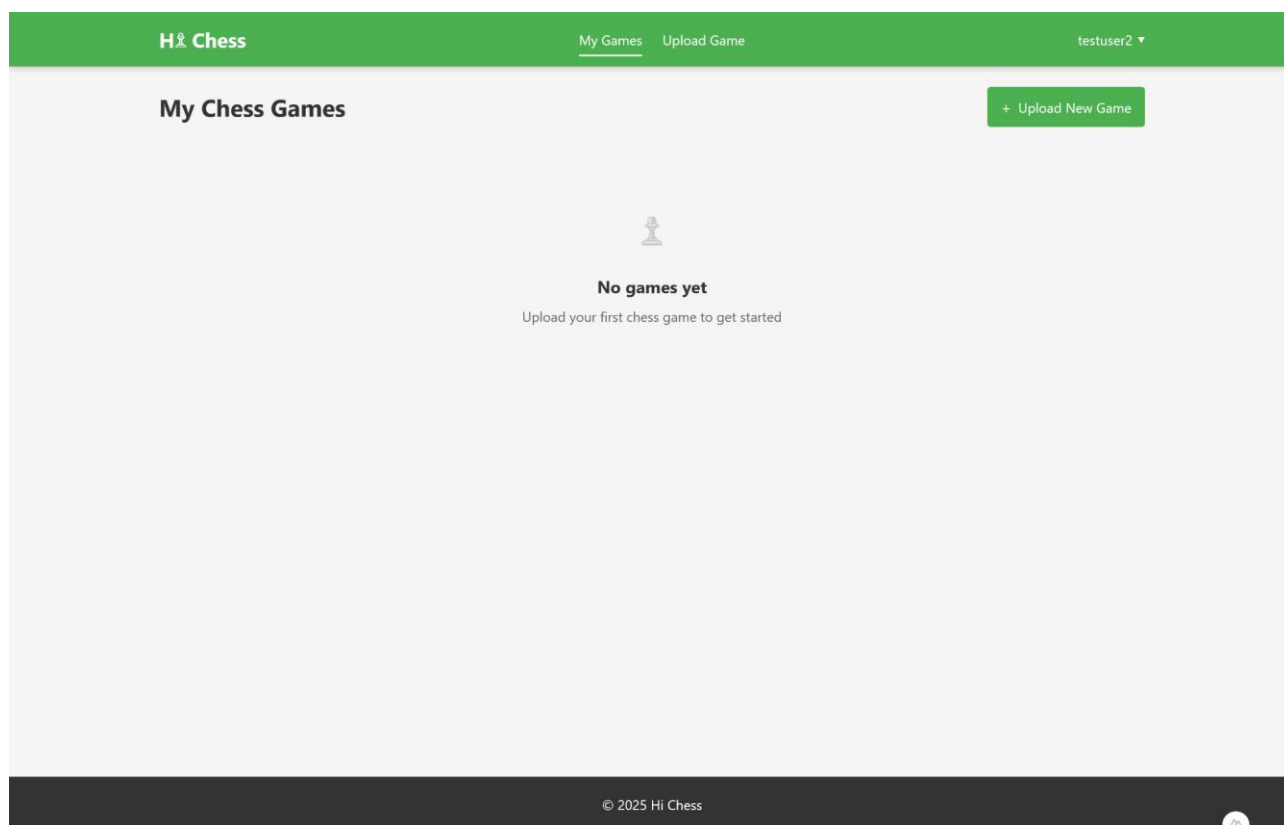 H♟ Chess
My Games Upload Game
testuser2 ▼
My Chess Games
+ Upload New Game
No games yet
Upload your first chess game to get started
© 2025 Hi Chess